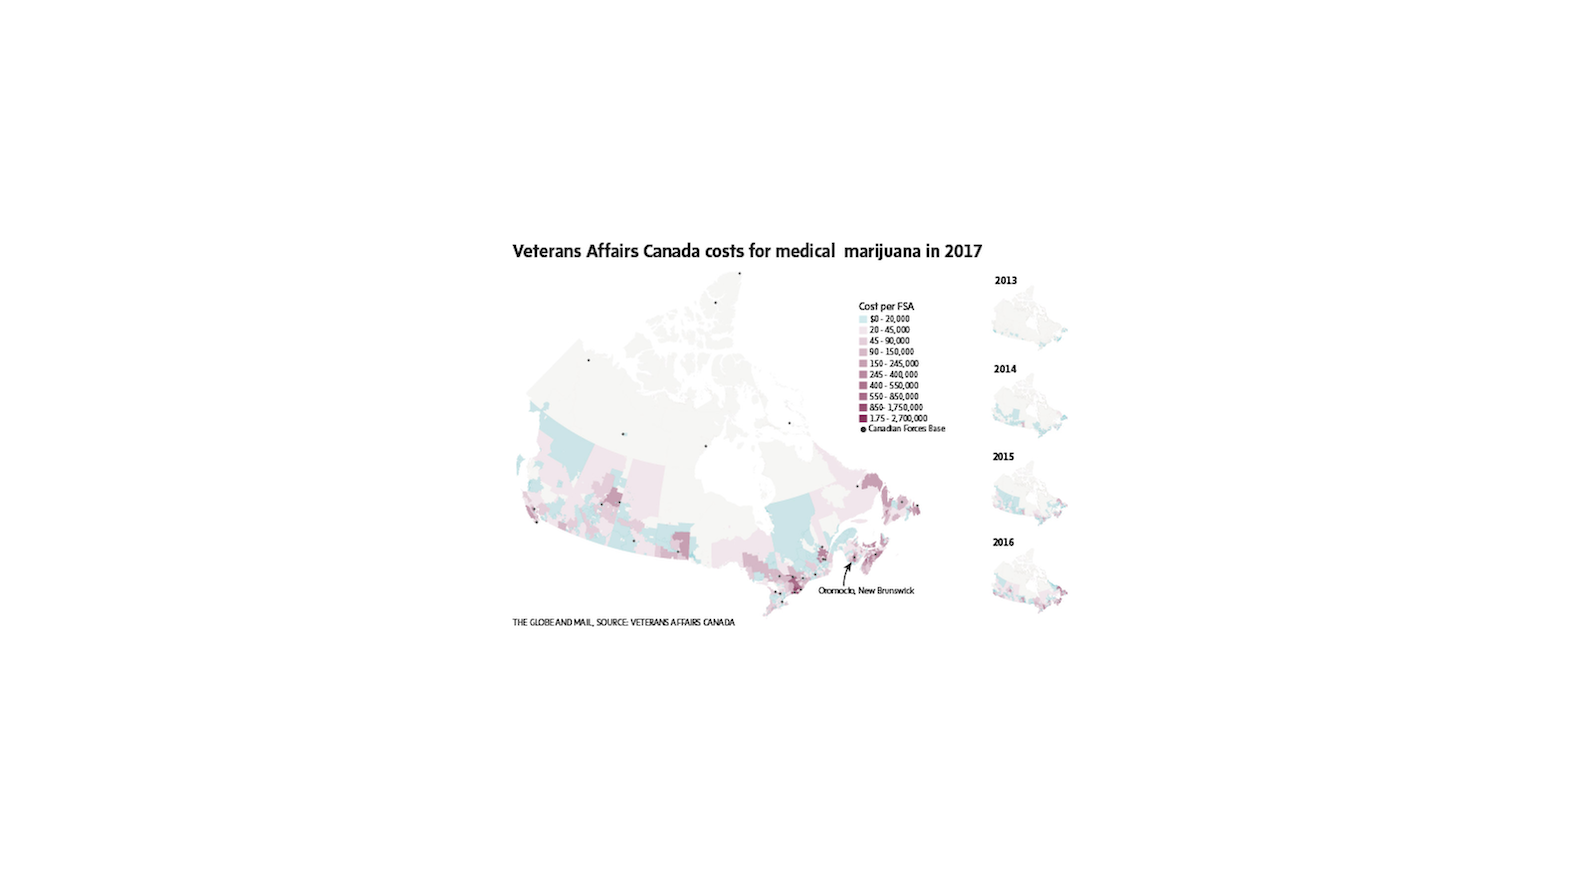 Veterans Affairs Canada costs for medical marijuana in 2017
2013
Cost per FSA
$0 - 20,000
20 - 45,000
45 - 90,000
90 - 150,000
150 - 245,000
245 - 400,000
400 - 550,000
550 - 850,000
850- 1,750,000
1.75 - 2,700,000
Canadian Forces Base
2014
2015
2016
Oromocto, New Brunswick
THE GLOBE AND MAIL, SOURCE: VETERANS AFFAIRS CANADA